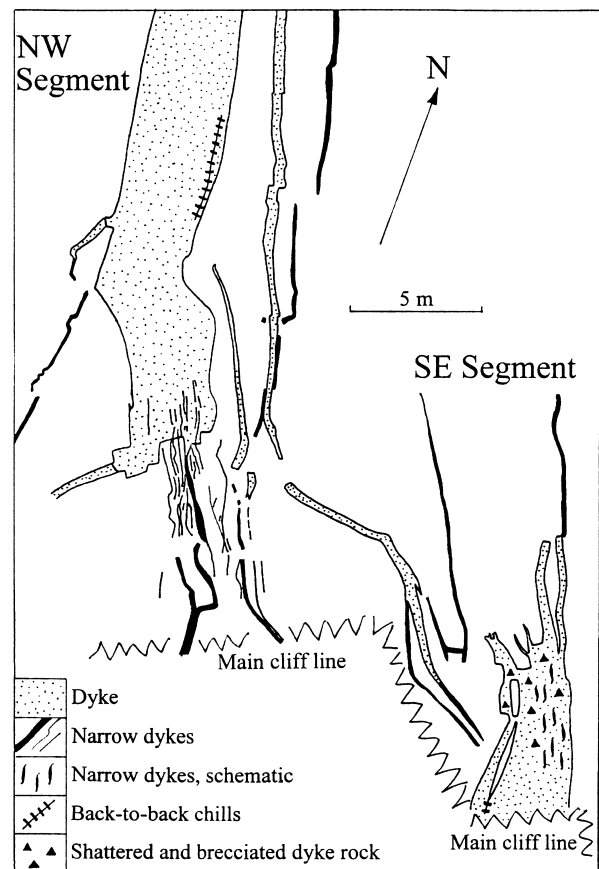 NW
Segment
N
5 m
SE Segment
Main cliff line
Dyke
Narrow dykes
Narrow dykes, schematic
Back-to-back chills
Shattered and brecciated dyke rock
Main cliff line